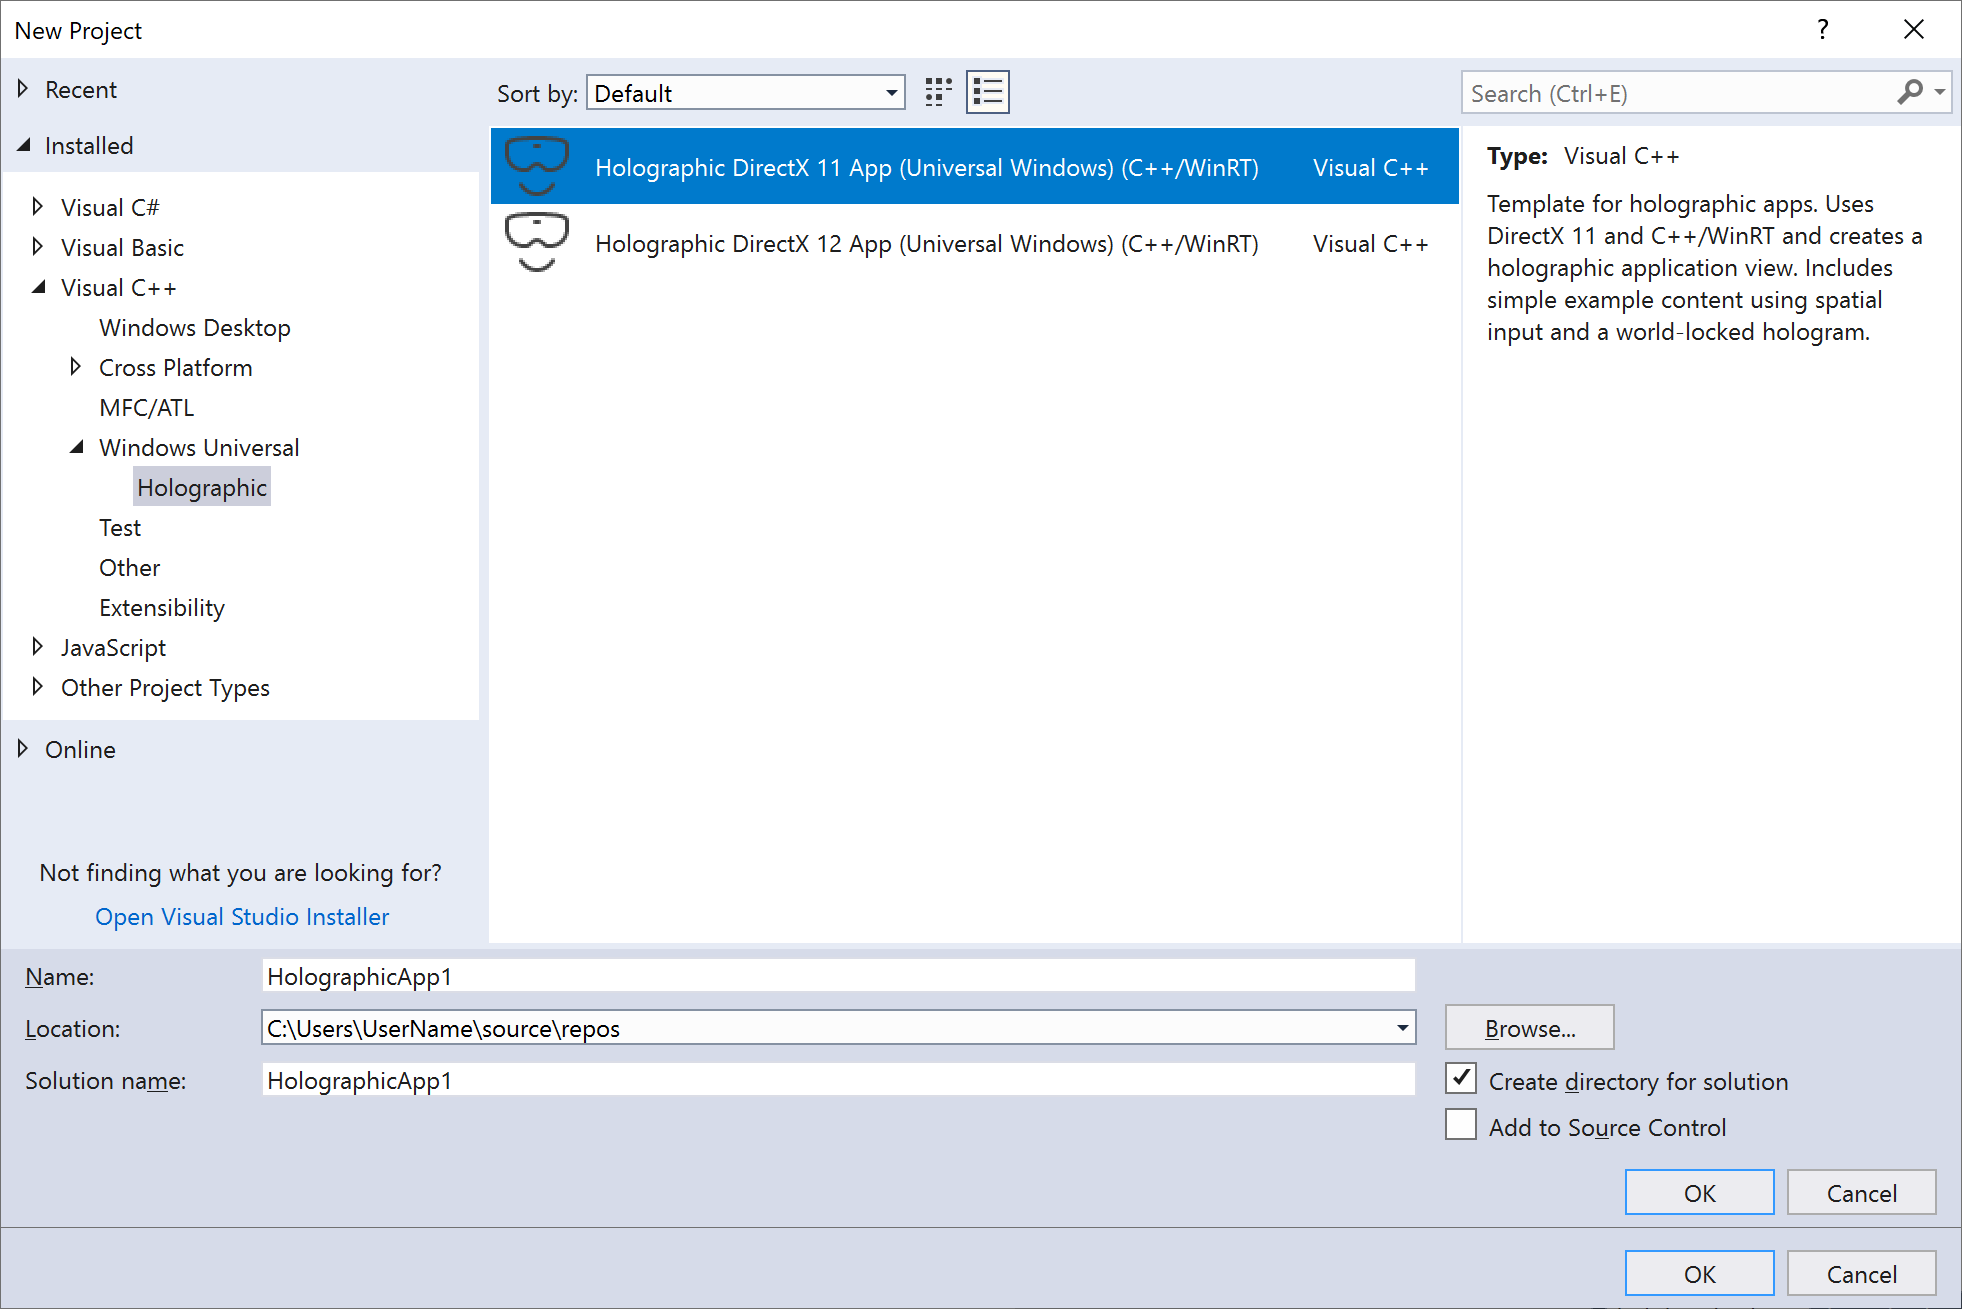 New Project
?
Recent
Installed
Visual C#
Visual Basic
Visual C++
Windows Desktop
Cross Platform
MFC/ATL
Windows Universal
Holographic
Test
Other
Extensibility
JavaScript
Other Project Types
Online
Not finding what you are looking for?
Open Visual Studio Installer
Sort by: Default
Search (Ctrl+E)
Holographic DirectX 11 App (Universal Windows) (C++/WinRT) Visual C++
Holographic DirectX 12 App (Universal Windows) (C++/WinRT) Visual C++
Type: Visual C++
Template for holographic apps. Uses
DirectX 11 and C++/WinRT and creates a
holographic application view. Includes
simple example content using spatial
input and a world-locked hologram.
Name: HolographicApp1
Location: C:\Users\UserName\source\repos
Browse...
Solution name: HolographicApp1
Create directory for solution
Add to Source Control
OK Cancel
OK Cancel